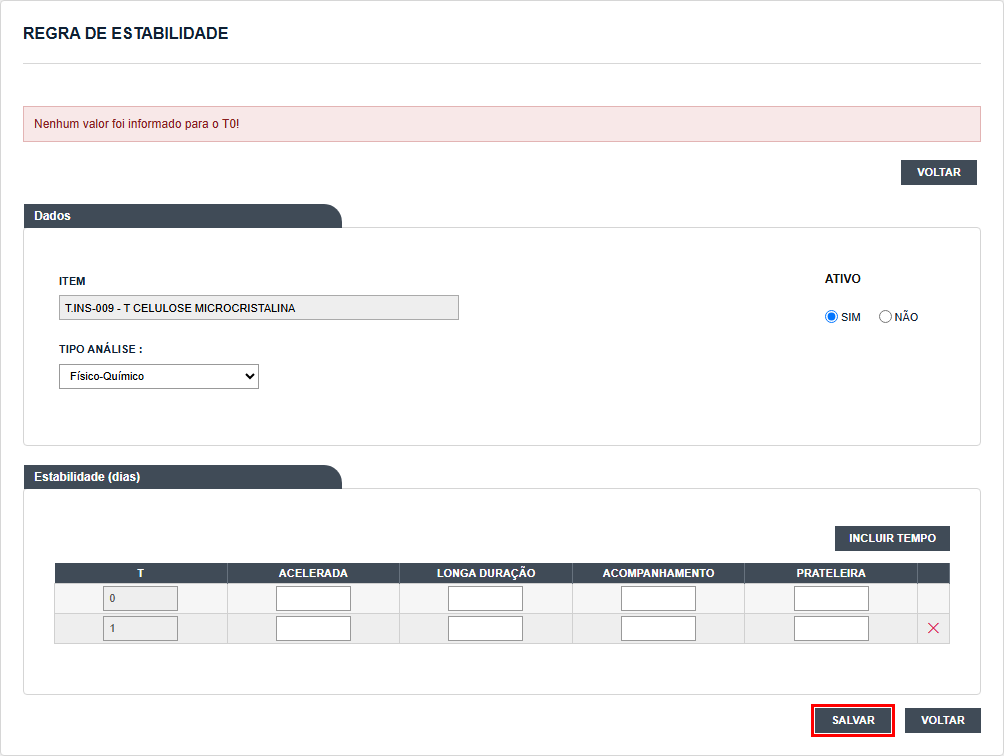 REGRA DE ESTABILIDADE
Nenhum valor foi informado para o T0!
VOLTAR
Dados
ITEM
ATIVO
T.INS-009 - T CELULOSE MICROCRISTALINA
SIM NÃO
TIPO ANÁLISE :
Físico-Químico
Estabilidade (dias)
INCLUIR TEMPO
T ACELERADA LONGA DURAÇÃO ACOMPANHAMENTO PRATELEIRA
0
1
SALVAR VOLTAR